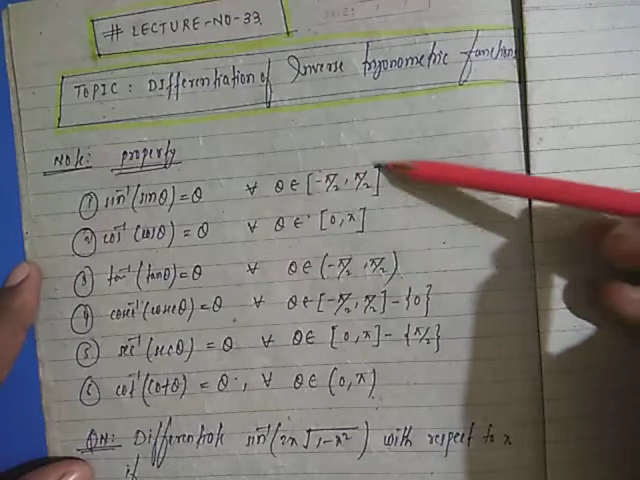 # LECTURE-NO-33
TOPIC: Differentiation of Inverse trigonometric functions
Note: property
① sin⁻¹(sinθ)=θ ∀ θ∈[-π/2, π/2]
② cos⁻¹(cosθ)=θ ∀ θ∈[0,π]
③ tan⁻¹(tanθ)=θ ∀ θ∈(-π/2, π/2)
④ cosec⁻¹(cosecθ)=θ ∀ θ∈[-π/2, π/2]-{0}
⑤ sec⁻¹(secθ)=θ ∀ θ∈[0,π]-{π/2}
⑥ cot⁻¹(cotθ)=θ, ∀ θ∈(0,π)
QN: Differentiate sin⁻¹(2x√1-x²) with respect to x
if